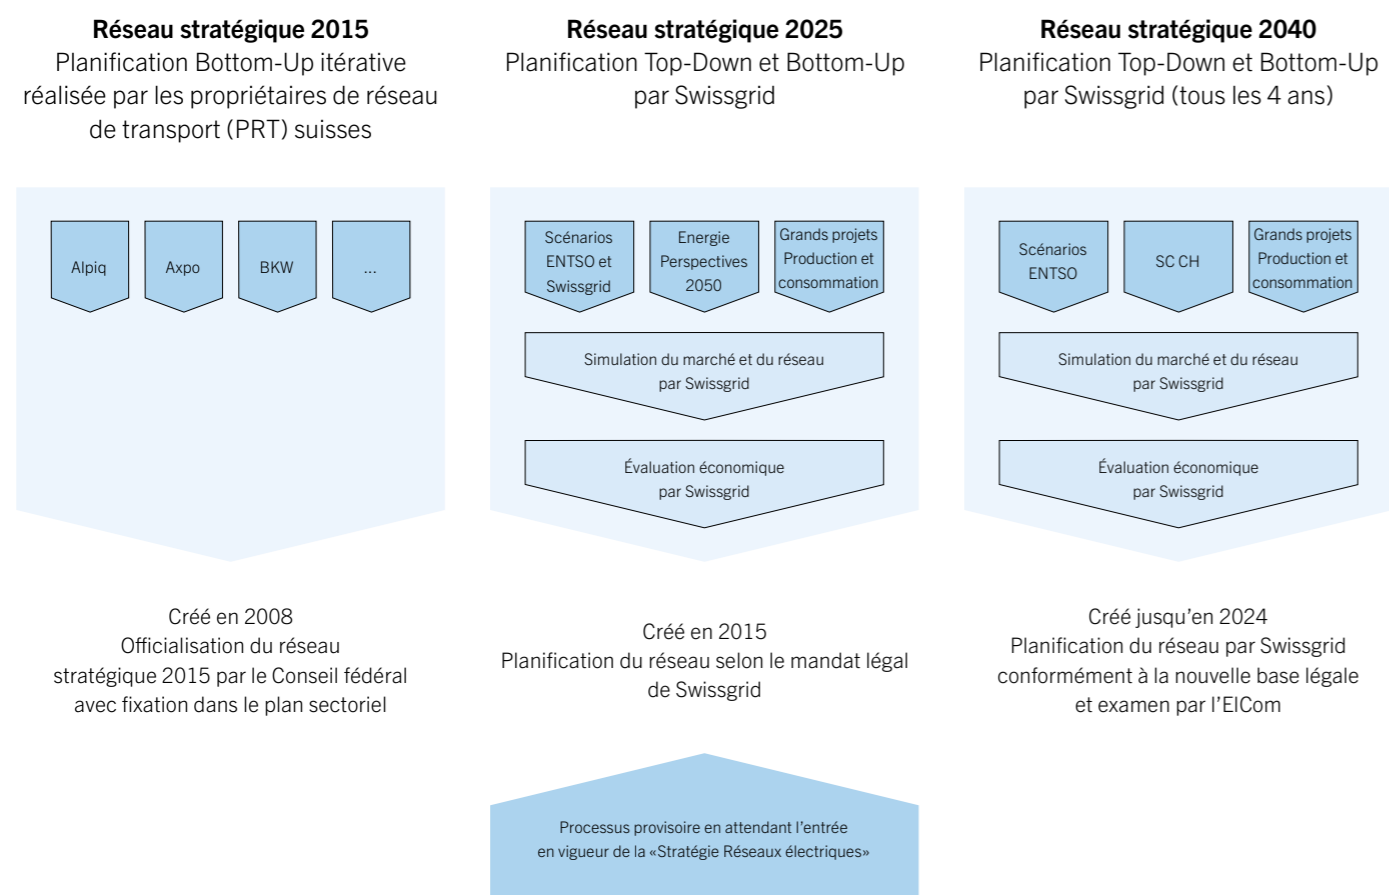 Réseau stratégique 2015
Planification Bottom-Up itérative
réalisée par les propriétaires de réseau
de transport (PRT) suisses
Alpiq
Axpo
BKW
...
Créé en 2008
Officialisation du réseau
stratégique 2015 par le Conseil fédéral
avec fixation dans le plan sectoriel
Réseau stratégique 2025
Planification Top-Down et Bottom-Up
par Swissgrid
Scénarios
ENTSO et
Swissgrid
Energie
Perspectives
2050
Grands projets
Production et
consommation
Simulation du marché et du réseau
par Swissgrid
Évaluation économique
par Swissgrid
Créé en 2015
Planification du réseau selon le mandat légal
de Swissgrid
Processus provisoire en attendant l’entrée
en vigueur de la «Stratégie Réseaux électriques»
Réseau stratégique 2040
Planification Top-Down et Bottom-Up
par Swissgrid (tous les 4 ans)
Scénarios
ENTSO
SC CH
Grands projets
Production et
consommation
Simulation du marché et du réseau
par Swissgrid
Évaluation économique
par Swissgrid
Créé jusqu’en 2024
Planification du réseau par Swissgrid
conformément à la nouvelle base légale
et examen par l’ElCom